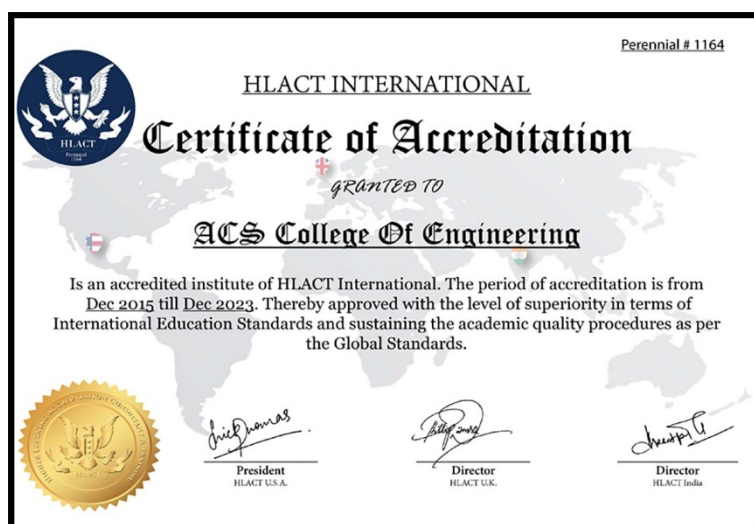 Perennial # 1164
HLACT INTERNATIONAL
Certificate of Accreditation
GRANTED TO
ACS College Of Engineering
Is an accredited institute of HLACT International. The period of accreditation is from
Dec 2015 till Dec 2023. Thereby approved with the level of superiority in terms of
International Education Standards and sustaining the academic quality procedures as per
the Global Standards.
HLACT
Perennial
1164
President
HLACT U.S.A.
Director
HLACT U.K.
Director
HLACT India